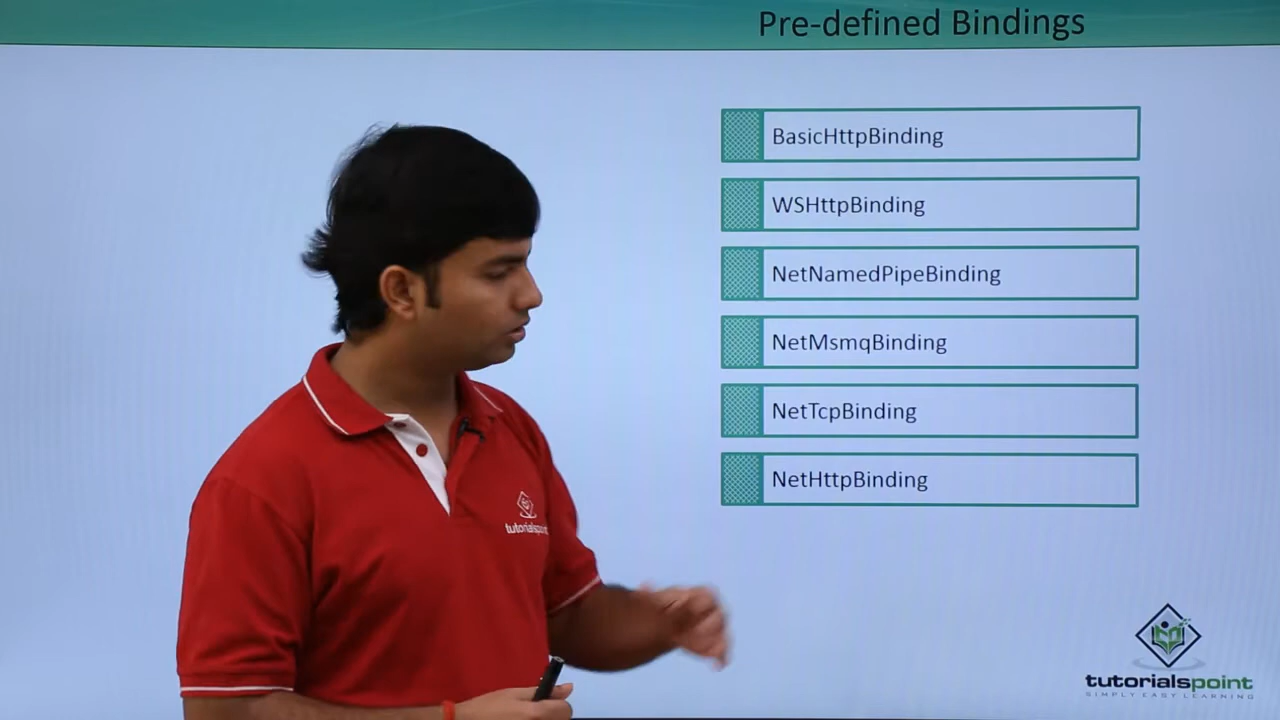 Pre-defined Bindings
BasicHttpBinding
WSHttpBinding
NetNamedPipeBinding
NetMsmqBinding
NetTcpBinding
NetHttpBinding
tutorialspoint
tutorialspoint
SIMPLY EASY LEARNING